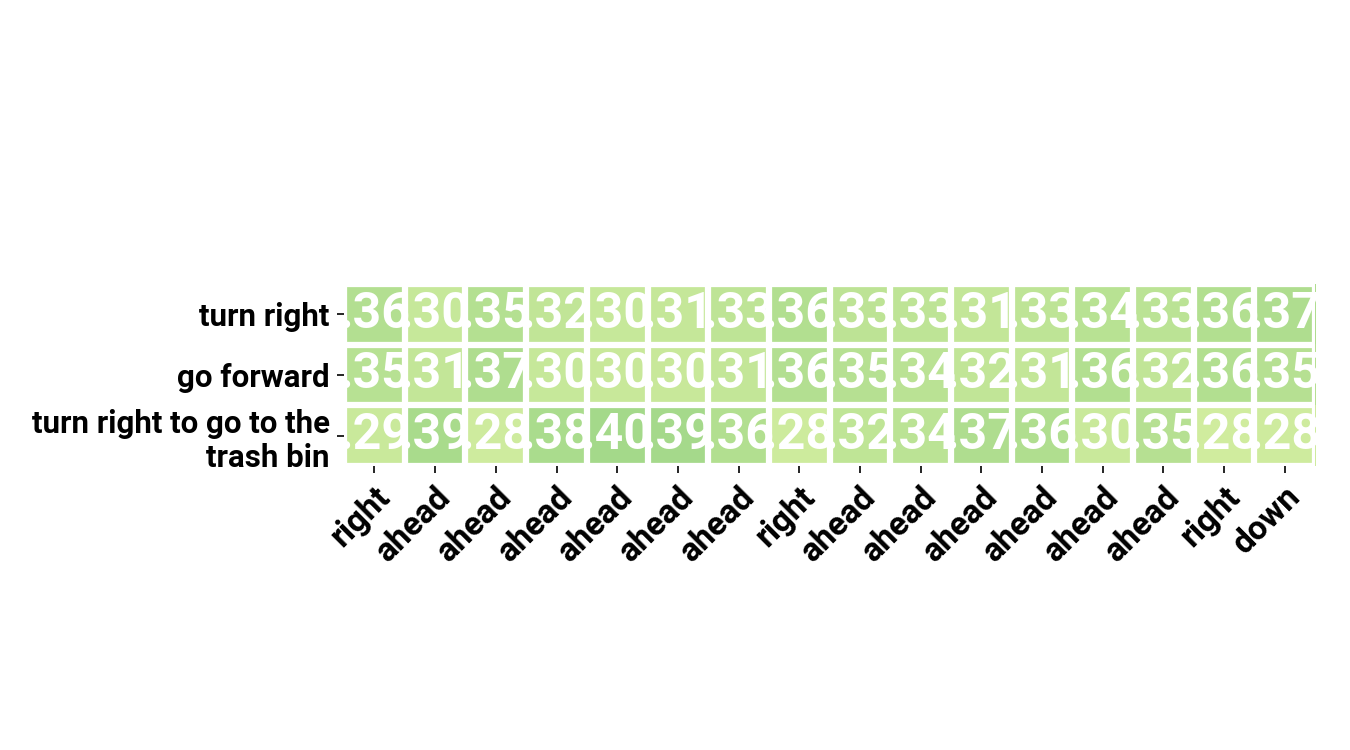 turn right .36 .30 .35 .32 .30 .31 .33 .36 .33 .33 .31 .33 .34 .33 .36 .37
go forward .35 .31 .37 .30 .30 .30 .31 .36 .35 .34 .32 .31 .36 .32 .36 .35
turn right to go to the
trash bin .29 .39 .28 .38 .40 .39 .36 .28 .32 .34 .37 .36 .30 .35 .28 .28
right ahead ahead ahead ahead ahead ahead right ahead ahead ahead ahead ahead ahead right down